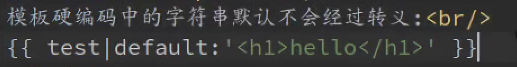 模板硬编码中的字符串默认不会经过转义:<br/>
{{ test|default:'<h1>hello</h1>' }}